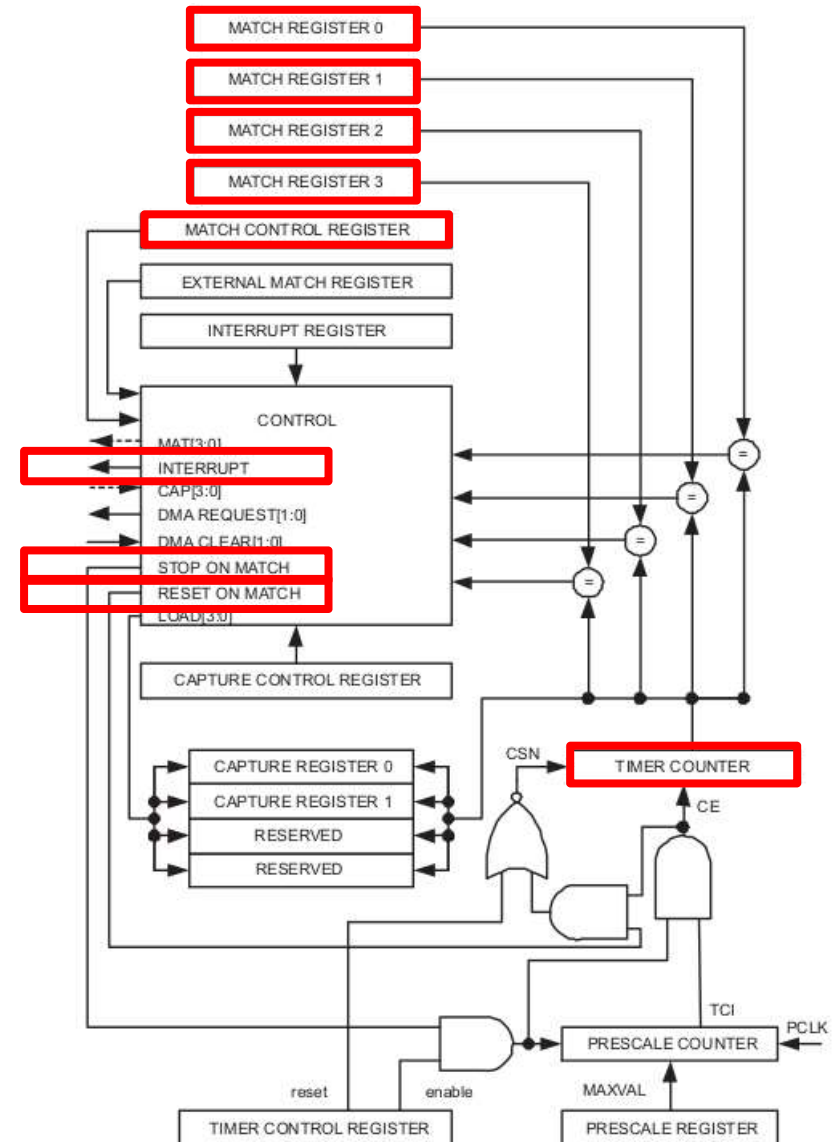 MATCH REGISTER 0
MATCH REGISTER 1
MATCH REGISTER 2
MATCH REGISTER 3
MATCH CONTROL REGISTER
EXTERNAL MATCH REGISTER
INTERRUPT REGISTER
CONTROL
MAT[3:0]
INTERRUPT
CAP[3:0]
DMA REQUEST[1:0]
DMA CLEAR[1:0]
STOP ON MATCH
RESET ON MATCH
LOAD[3:0]
=
=
=
=
CAPTURE CONTROL REGISTER
CSN
TIMER COUNTER
CE
CAPTURE REGISTER 0
CAPTURE REGISTER 1
RESERVED
RESERVED
TCI
PCLK
PRESCALE COUNTER
reset
enable
MAXVAL
TIMER CONTROL REGISTER
PRESCALE REGISTER